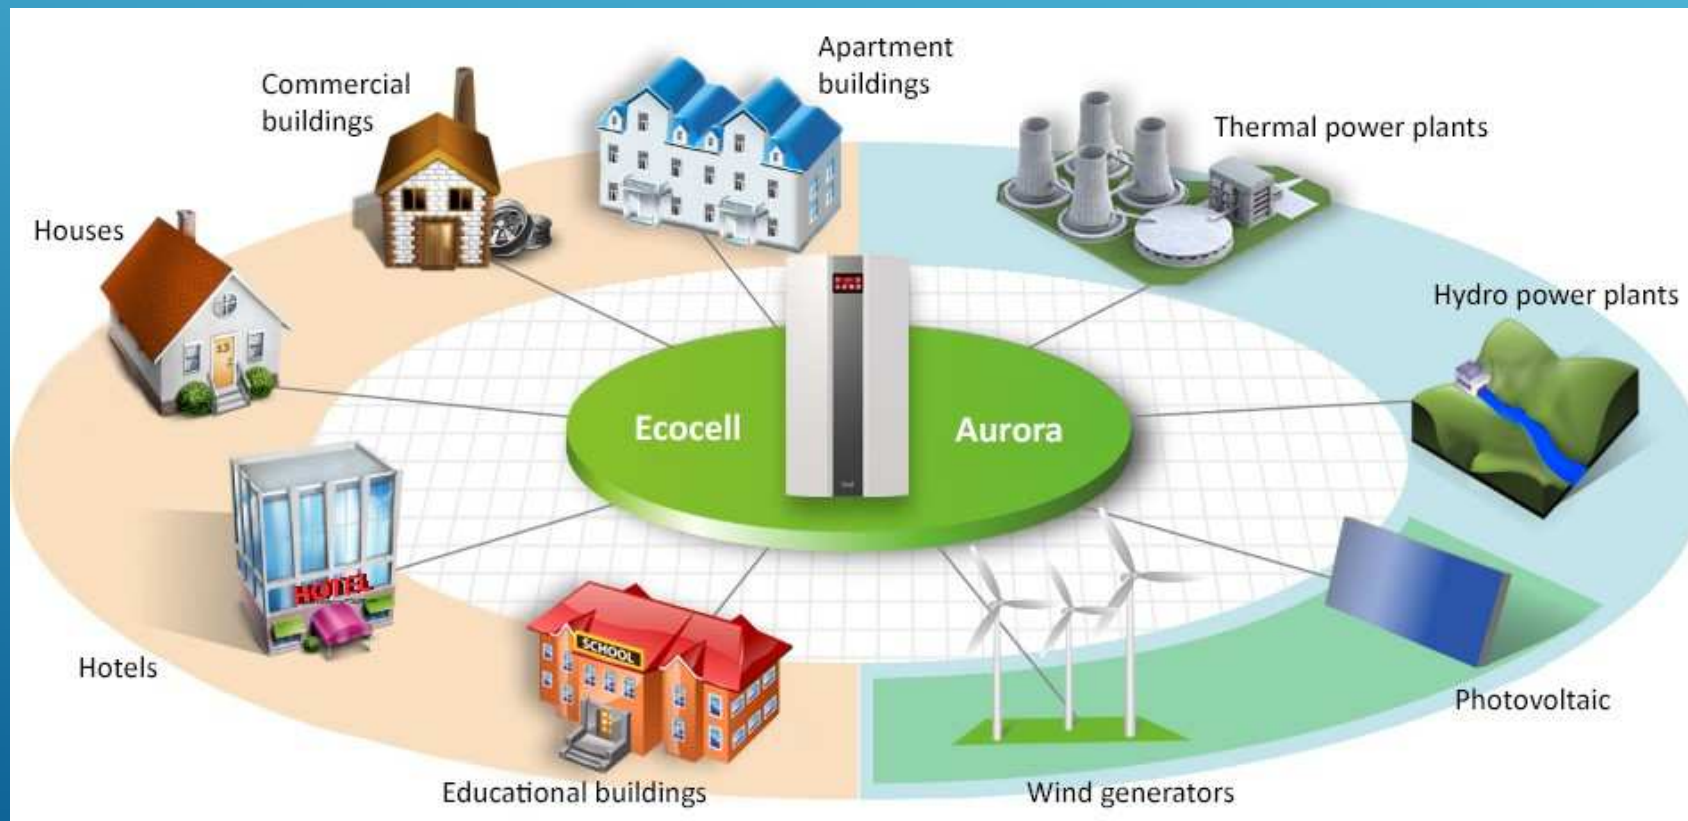 Apartment
buildings
Commercial
buildings
Thermal power plants
Houses
Hydro power plants
Ecocell
Aurora
HOTEL
SCHOOL
Hotels
Photovoltaic
Educational buildings
Wind generators